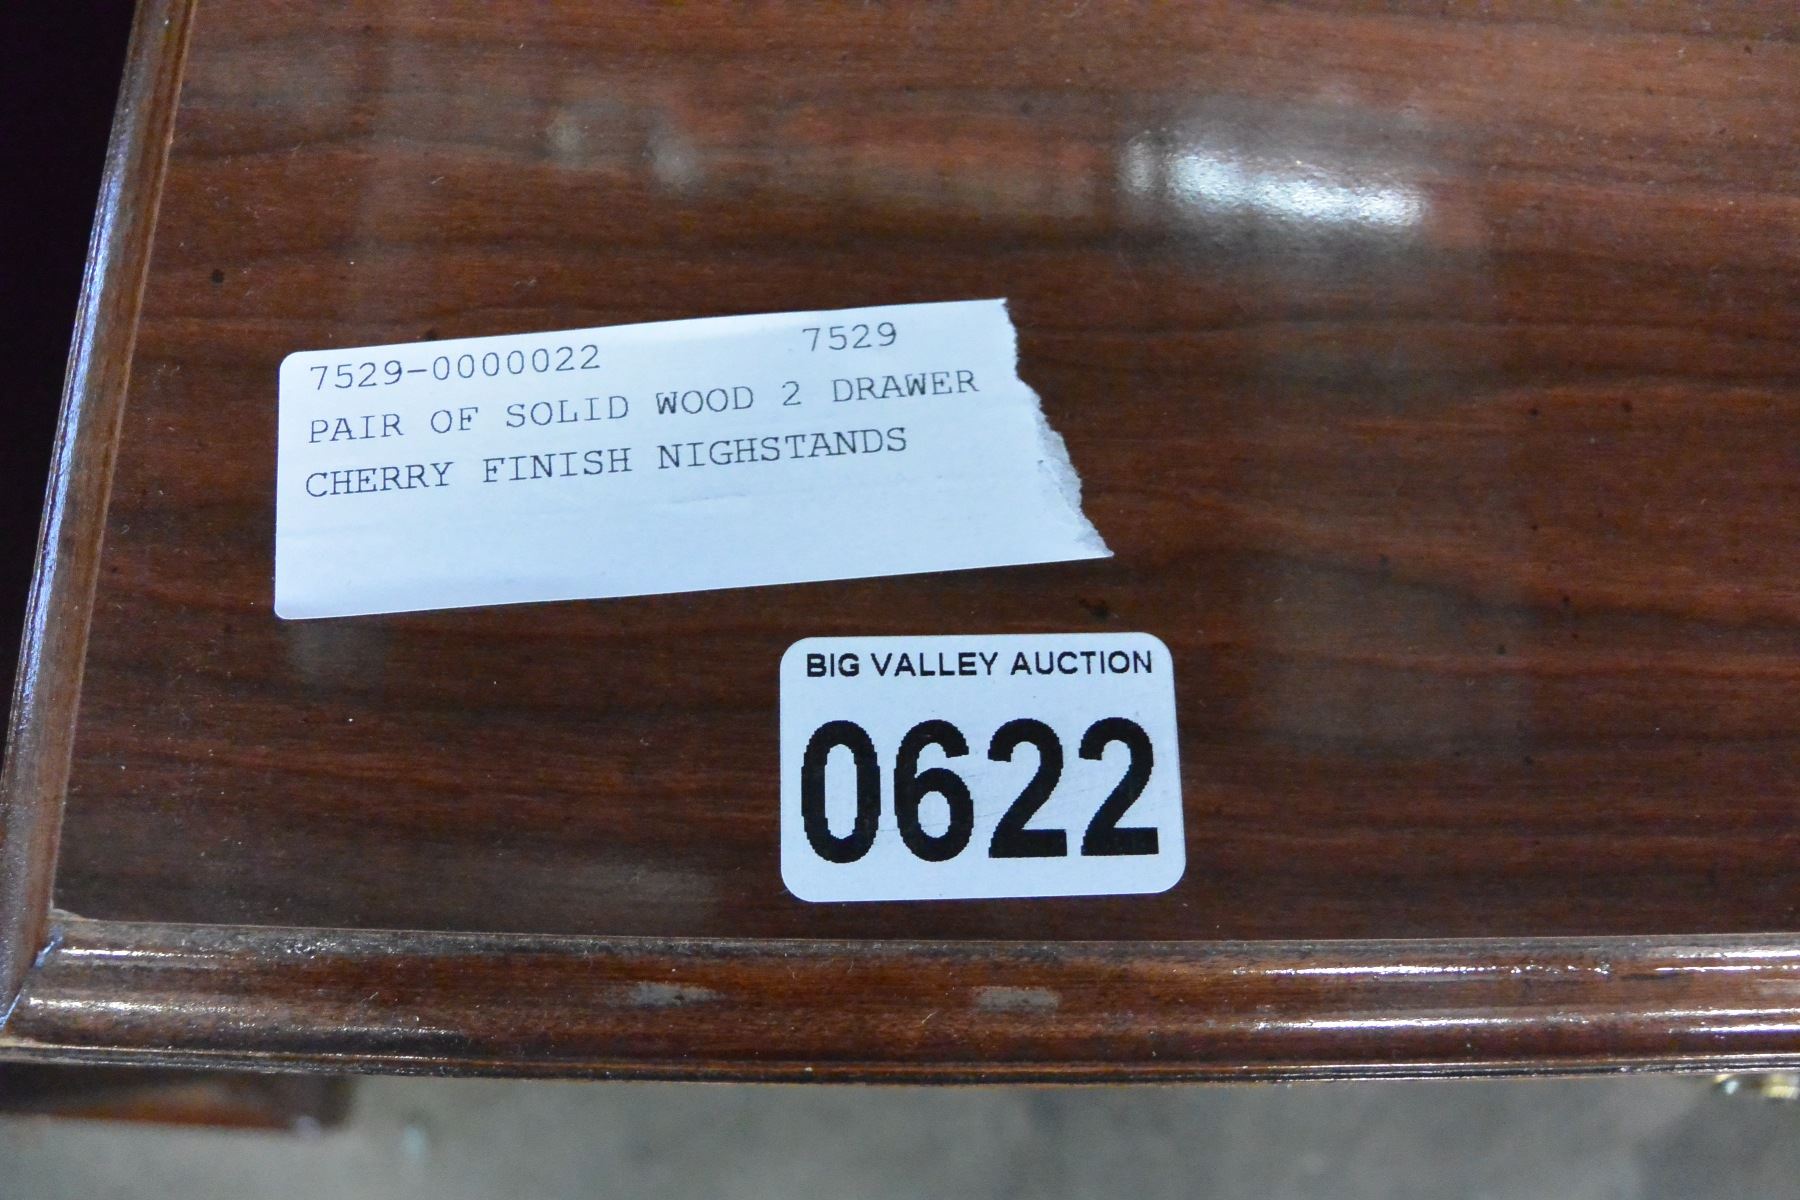 7529-0000022 7529
PAIR OF SOLID WOOD 2 DRAWER
CHERRY FINISH NIGHSTANDS
BIG VALLEY AUCTION
0622